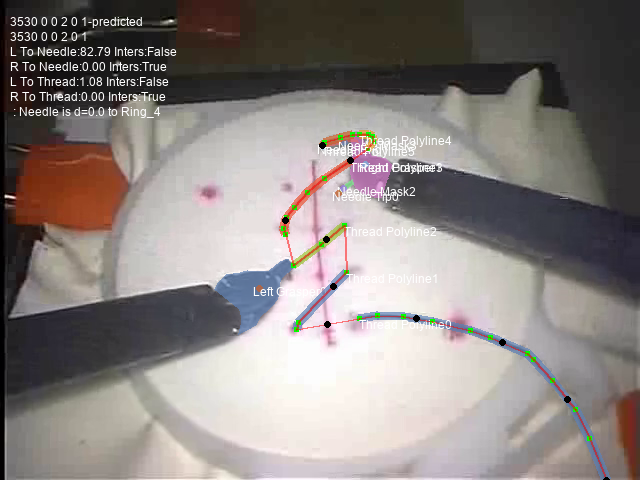 3530 0 0 2 0 1-predicted
3530 0 0 2 0 1
L To Needle:82.79 Inters:False
R To Needle:0.00 Inters:True
L To Thread:1.08 Inters:False
R To Thread:0.00 Inters:True
: Needle is d=0.0 to Ring_4
Thread Polyline4
Thread Polyline5
Needle Mask2
Needle Tip0
Thread Polyline2
Thread Polyline1
Left Grasper
Thread Polyline0